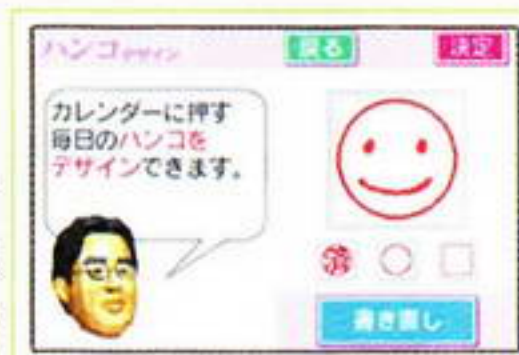 ハンコデザイン
戻る
決定
カレンダーに押す
毎日のハンコを
デザインできます。
済
書き直し